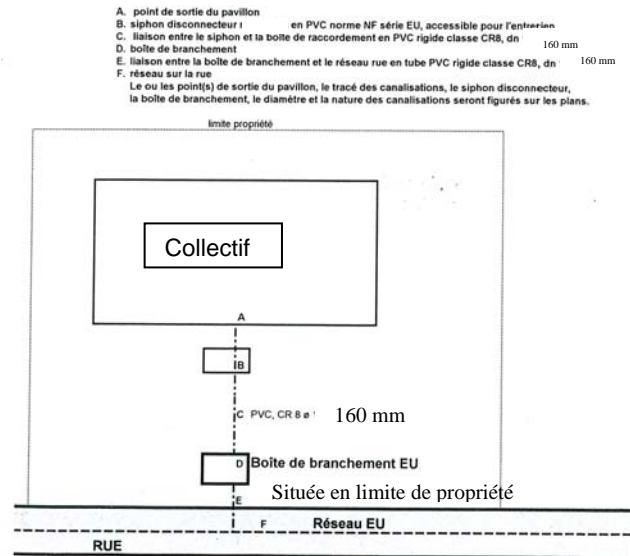 A. point de sortie du pavillon
B. siphon disconnecteur en PVC norme NF série EU, accessible pour l'entretien
C. liaison entre le siphon et la boîte de raccordement en PVC rigide classe CR8, dn 160 mm
D. boîte de branchement
E. liaison entre la boîte de branchement et le réseau rue en tube PVC rigide classe CR8, dn 160 mm
F. réseau sur la rue
Le ou les point(s) de sortie du pavillon, le tracé des canalisations, le siphon disconnecteur,
la boîte de branchement, le diamètre et la nature des canalisations seront figurés sur les plans.
limite propriété
Collectif
A
B
C PVC, CR 8 ø 160 mm
D Boîte de branchement EU
E Située en limite de propriété
F Réseau EU
RUE